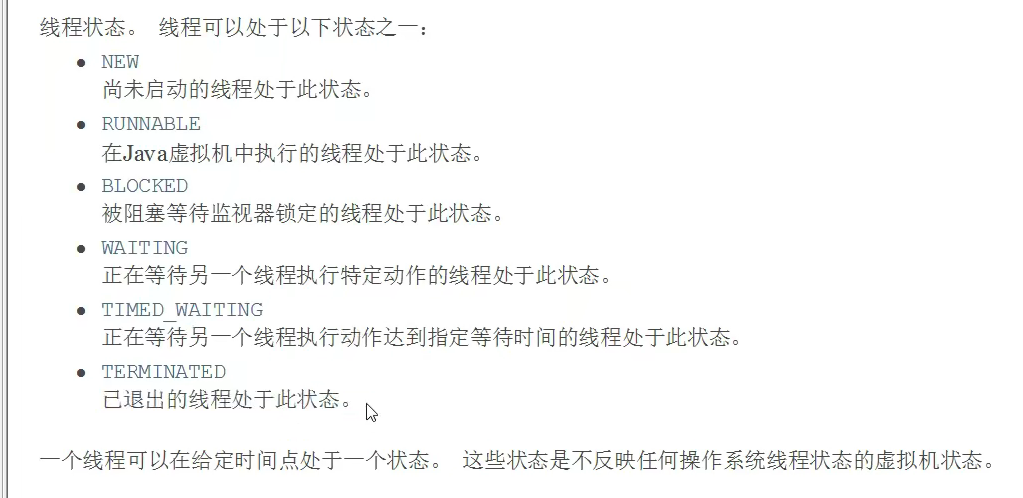 线程状态。 线程可以处于以下状态之一：
● NEW
尚未启动的线程处于此状态。
● RUNNABLE
在Java虚拟机中执行的线程处于此状态。
● BLOCKED
被阻塞等待监视器锁定的线程处于此状态。
● WAITING
正在等待另一个线程执行特定动作的线程处于此状态。
● TIMED_WAITING
正在等待另一个线程执行动作达到指定等待时间的线程处于此状态。
● TERMINATED
已退出的线程处于此状态。
一个线程可以在给定时间点处于一个状态。 这些状态是不反映任何操作系统线程状态的虚拟机状态。